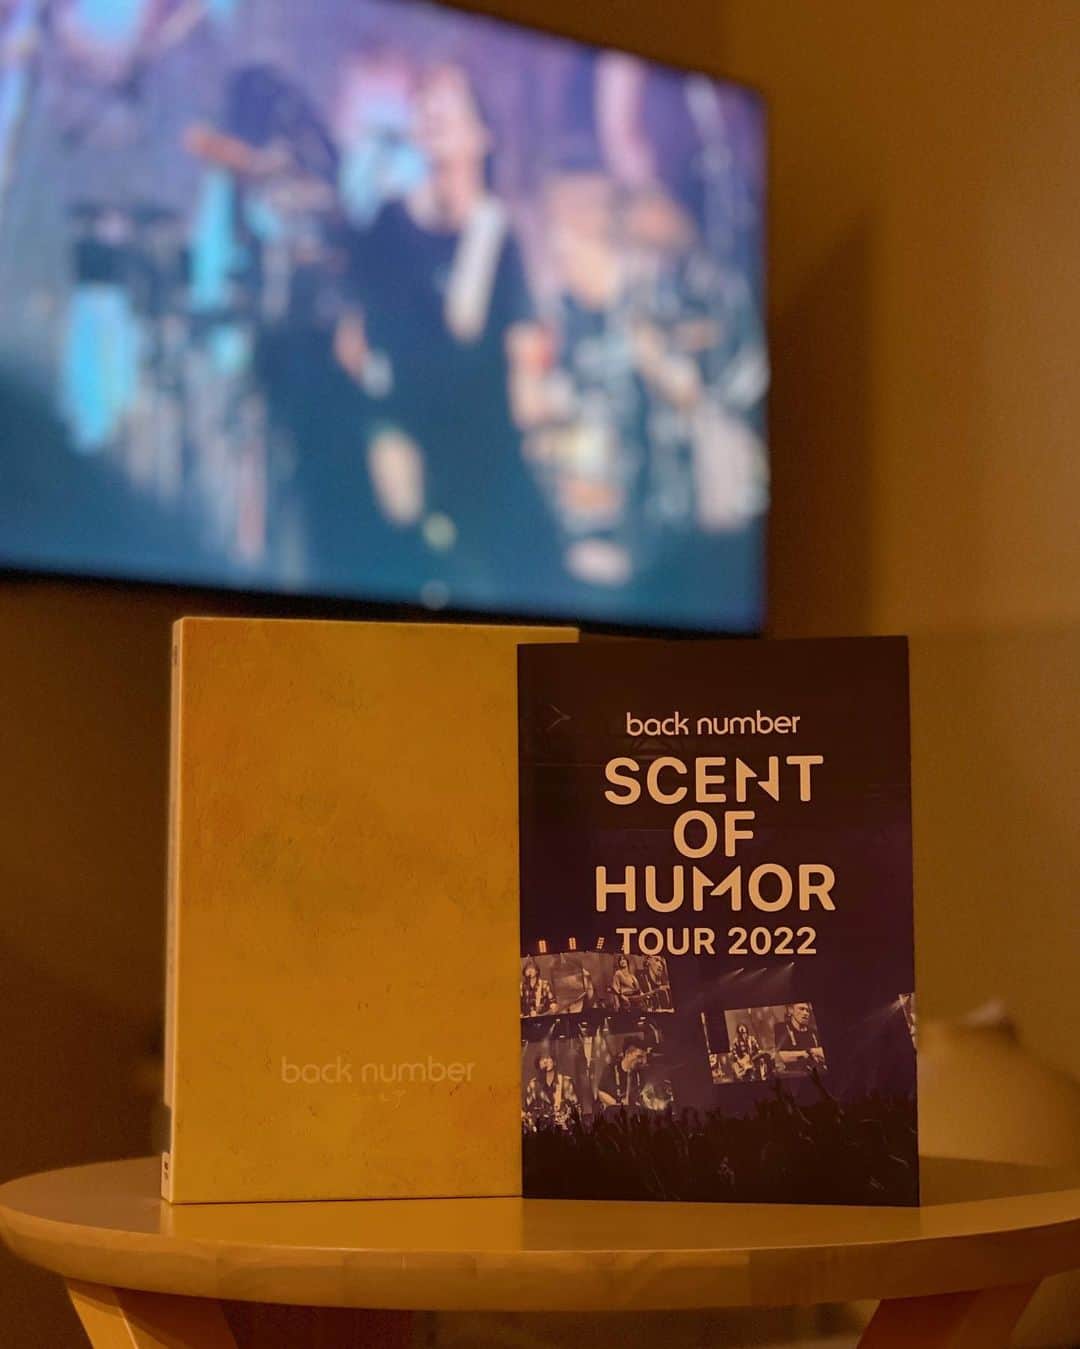 back number
SCENT
OF
HUMOR
TOUR 2022
back number